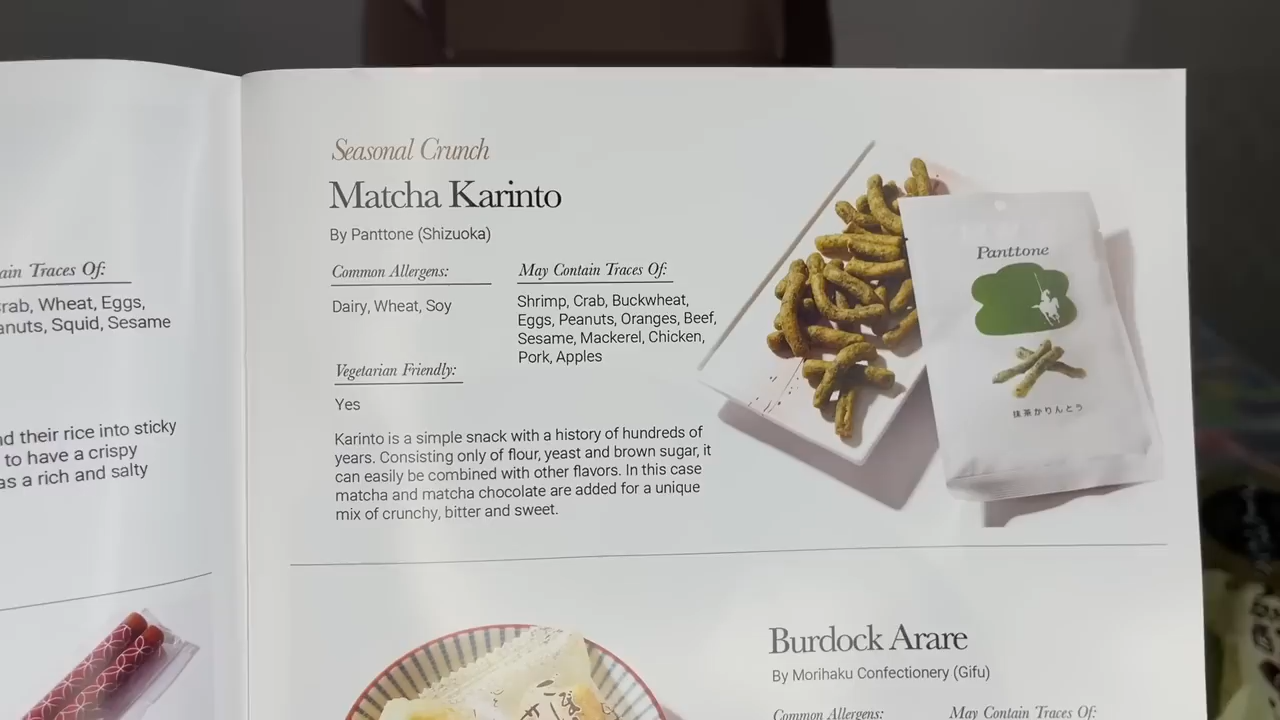 ain Traces Of:
rab, Wheat, Eggs,
anuts, Squid, Sesame
nd their rice into sticky
to have a crispy
as a rich and salty
Seasonal Crunch
Matcha Karinto
By Panttone (Shizuoka)
Common Allergens:
Dairy, Wheat, Soy
May Contain Traces Of:
Shrimp, Crab, Buckwheat,
Eggs, Peanuts, Oranges, Beef,
Sesame, Mackerel, Chicken,
Pork, Apples
Vegetarian Friendly:
Yes
Karinto is a simple snack with a history of hundreds of
years. Consisting only of flour, yeast and brown sugar, it
can easily be combined with other flavors. In this case
matcha and matcha chocolate are added for a unique
mix of crunchy, bitter and sweet.
Panttone
抹茶かりんとう
Burdock Arare
By Morihaku Confectionery (Gifu)
Common Allergens:
May Contain Traces Of: